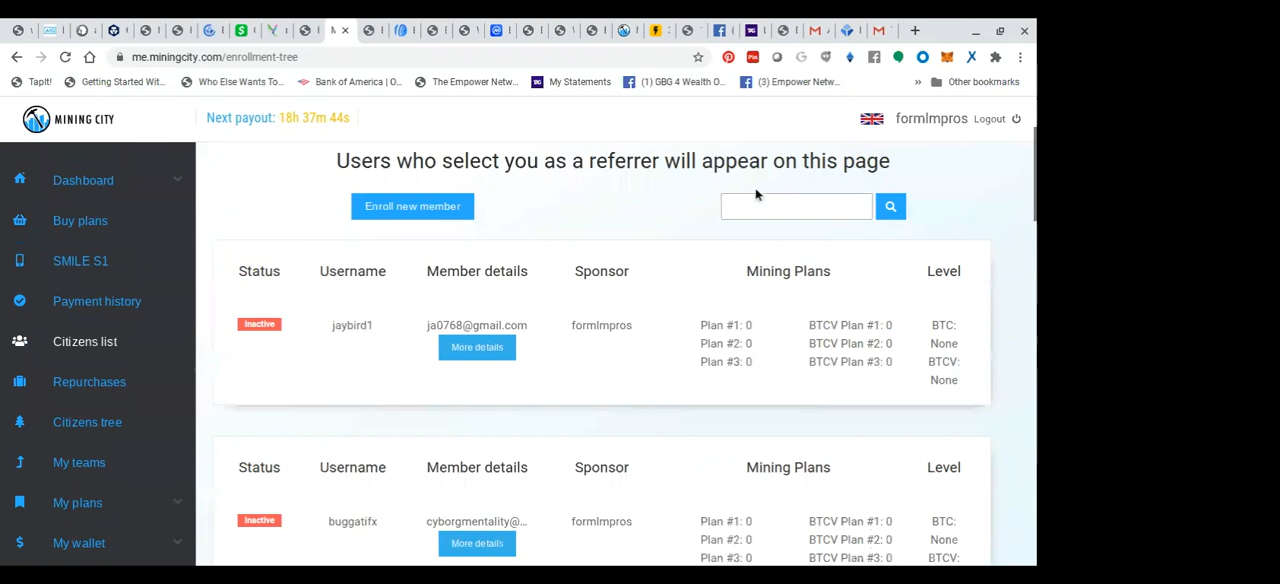 me.miningcity.com/enrollment-tree
TapIt! Getting Started Wit... Who Else Wants To... Bank of America | O... The Empower Netw... My Statements (1) GBG 4 Wealth O... (3) Empower Netw... » Other bookmarks
MINING CITY Next payout: 18h 37m 44s formImpros Logout
Users who select you as a referrer will appear on this page
Enroll new member
Dashboard
Buy plans
SMILE S1
Payment history
Citizens list
Repurchases
Citizens tree
My teams
My plans
My wallet
Status Username Member details Sponsor Mining Plans Level
Inactive jaybird1 ja0768@gmail.com formImpros Plan #1: 0 BTCV Plan #1: 0 BTC:
More details Plan #2: 0 BTCV Plan #2: 0 None
Plan #3: 0 BTCV Plan #3: 0 BTCV:
None
Status Username Member details Sponsor Mining Plans Level
Inactive buggatifx cyborgmentality@... formImpros Plan #1: 0 BTCV Plan #1: 0 BTC:
More details Plan #2: 0 BTCV Plan #2: 0 None
Plan #3: 0 BTCV Plan #3: 0 BTCV: